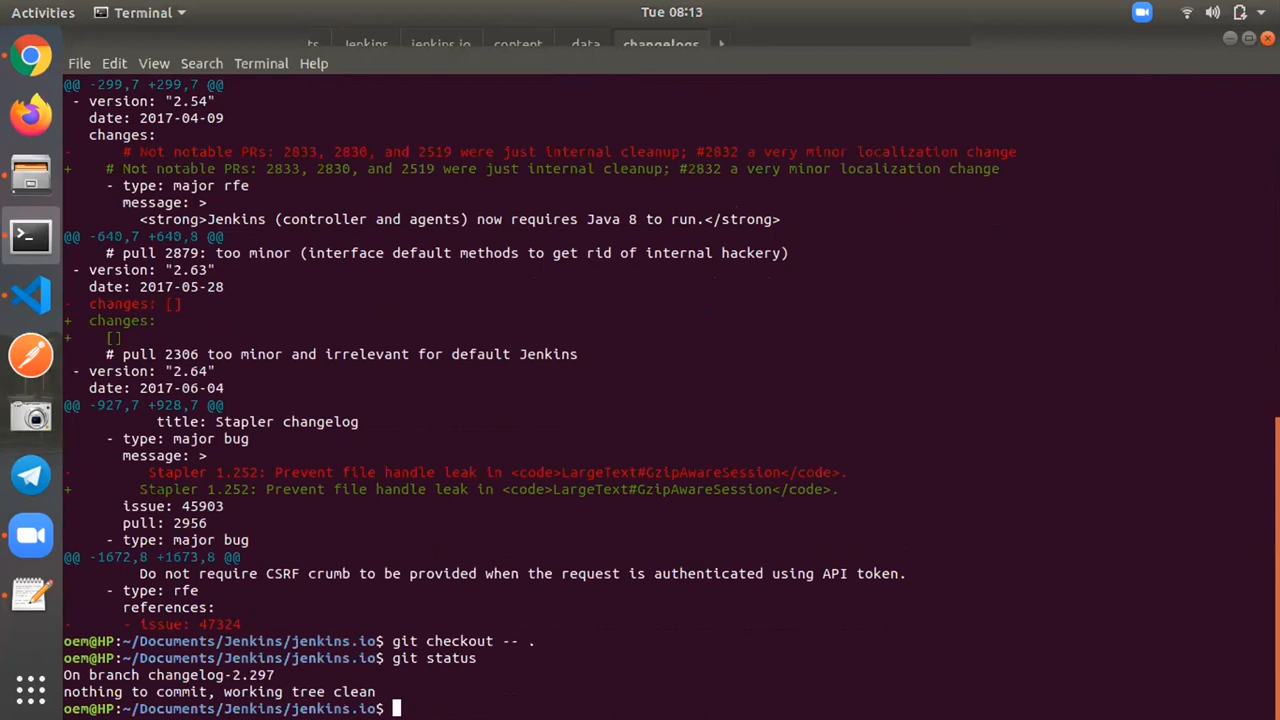 Activities Terminal Tue 08:13
ts Jenkins jenkins.io content data changelogs
File Edit View Search Terminal Help
@@ -299,7 +299,7 @@
- version: "2.54"
date: 2017-04-09
changes:
- # Not notable PRs: 2833, 2830, and 2519 were just internal cleanup; #2832 a very minor localization change
+ # Not notable PRs: 2833, 2830, and 2519 were just internal cleanup; #2832 a very minor localization change
- type: major rfe
message: >
<strong>Jenkins (controller and agents) now requires Java 8 to run.</strong>
@@ -640,7 +640,8 @@
# pull 2879: too minor (interface default methods to get rid of internal hackery)
- version: "2.63"
date: 2017-05-28
- changes: []
+ changes:
+ []
# pull 2306 too minor and irrelevant for default Jenkins
- version: "2.64"
date: 2017-06-04
@@ -927,7 +928,7 @@
title: Stapler changelog
- type: major bug
message: >
- Stapler 1.252: Prevent file handle leak in <code>LargeText#GzipAwareSession</code>.
+ Stapler 1.252: Prevent file handle leak in <code>LargeText#GzipAwareSession</code>.
issue: 45903
pull: 2956
- type: major bug
@@ -1672,8 +1673,8 @@
Do not require CSRF crumb to be provided when the request is authenticated using API token.
- type: rfe
references:
- - issue: 47324
oem@HP:~/Documents/Jenkins/jenkins.io$ git checkout -- .
oem@HP:~/Documents/Jenkins/jenkins.io$ git status
On branch changelog-2.297
nothing to commit, working tree clean
oem@HP:~/Documents/Jenkins/jenkins.io$